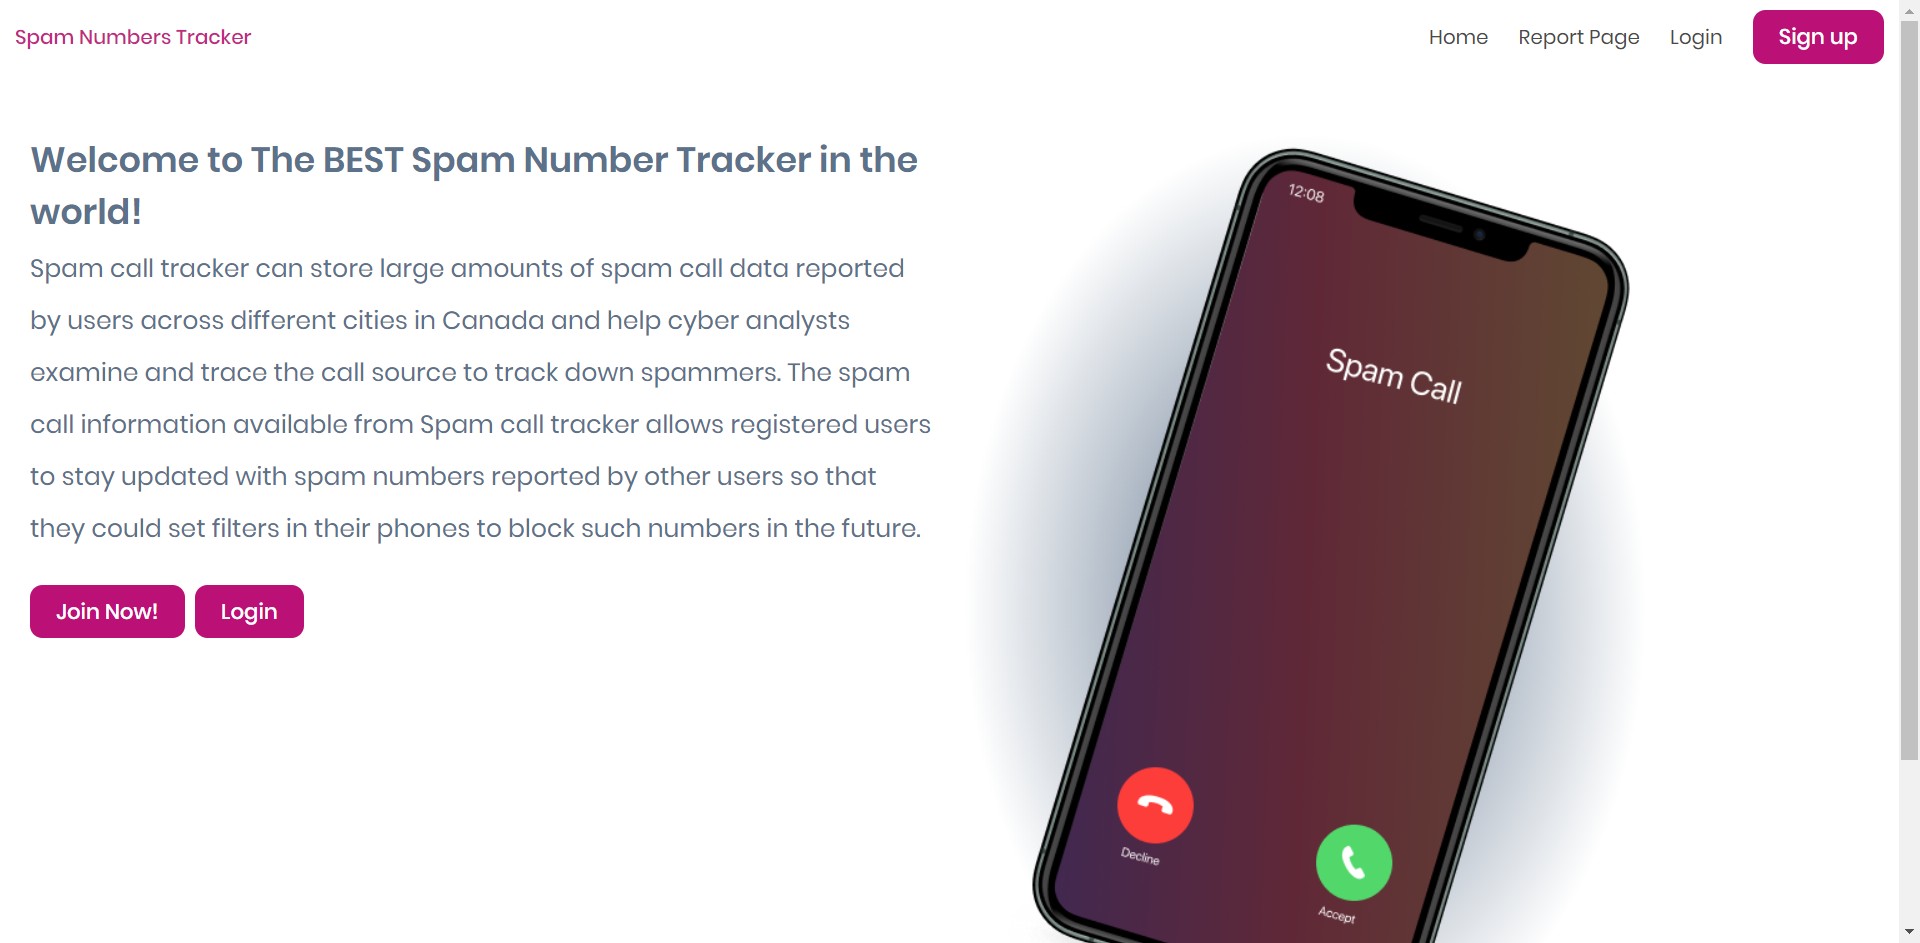 Spam Numbers Tracker
Home
Report Page
Login
Sign up
Welcome to The BEST Spam Number Tracker in the
world!
Spam call tracker can store large amounts of spam call data reported
by users across different cities in Canada and help cyber analysts
examine and trace the call source to track down spammers. The spam
call information available from Spam call tracker allows registered users
to stay updated with spam numbers reported by other users so that
they could set filters in their phones to block such numbers in the future.
Join Now!
Login
12:08
Spam Call
Decline
Accept